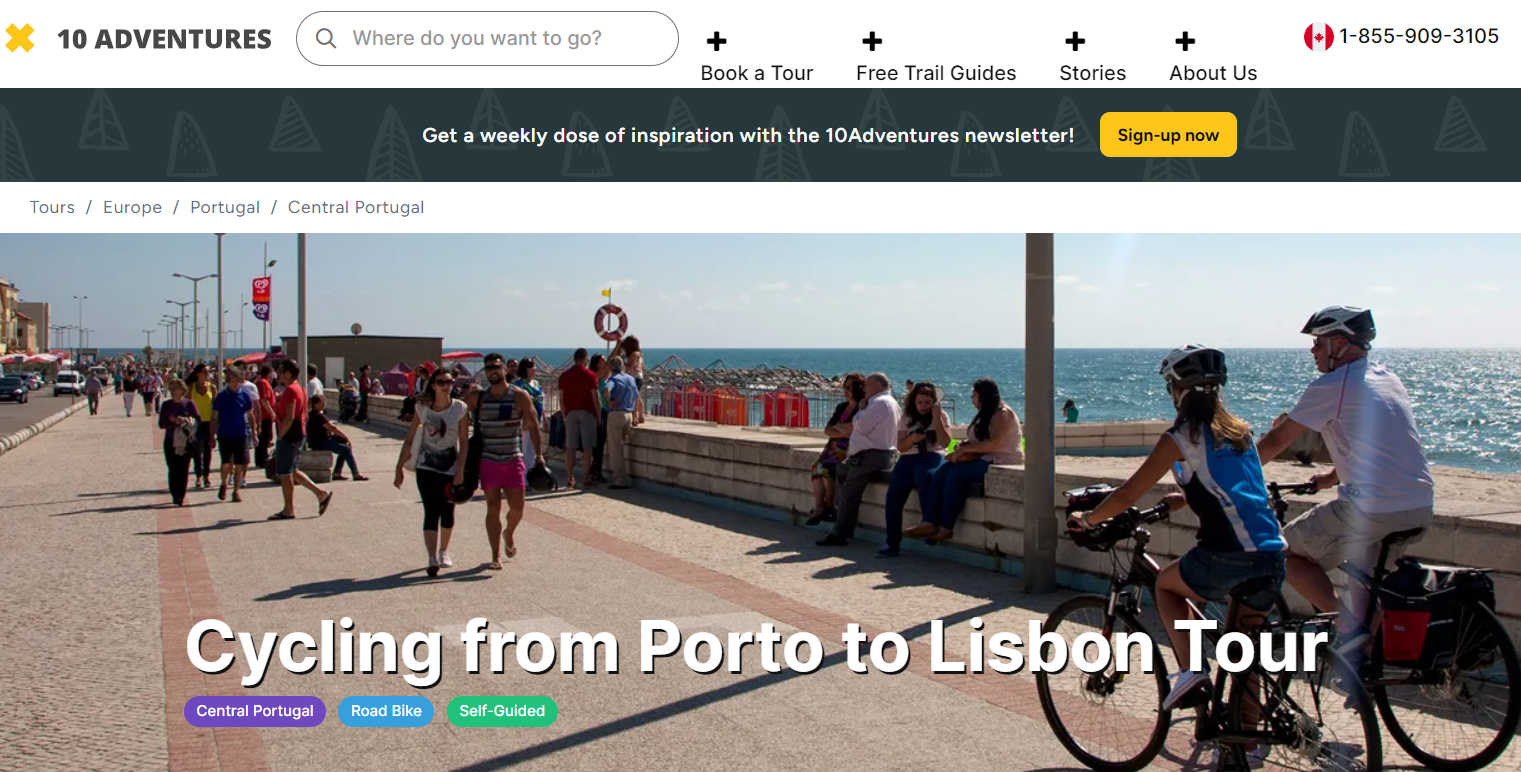 10 ADVENTURES
Where do you want to go?
Book a Tour
Free Trail Guides
Stories
About Us
1-855-909-3105
Get a weekly dose of inspiration with the 10Adventures newsletter!
Sign-up now
Tours / Europe / Portugal / Central Portugal
Cycling from Porto to Lisbon Tour
Central Portugal
Road Bike
Self-Guided